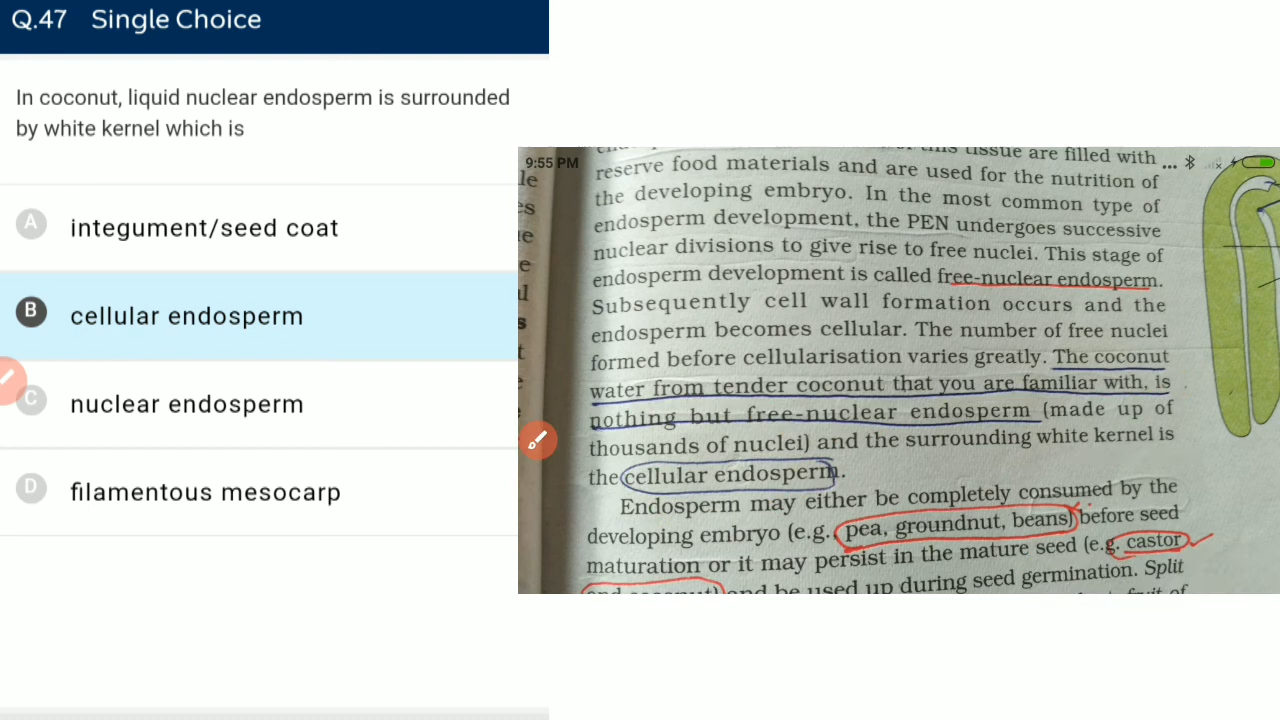 Q.47 Single Choice
In coconut, liquid nuclear endosperm is surrounded
by white kernel which is
A integument/seed coat
B cellular endosperm
C nuclear endosperm
D filamentous mesocarp
9:55 PM
tissue are filled with
reserve food materials and are used for the nutrition of
the developing embryo. In the most common type of
endosperm development, the PEN undergoes successive
nuclear divisions to give rise to free nuclei. This stage of
endosperm development is called free-nuclear endosperm.
Subsequently cell wall formation occurs and the
endosperm becomes cellular. The number of free nuclei
formed before cellularisation varies greatly. The coconut
water from tender coconut that you are familiar with, is
nothing but free-nuclear endosperm (made up of
thousands of nuclei) and the surrounding white kernel is
the cellular endosperm.
Endosperm may either be completely consumed by the
developing embryo (e.g., pea, groundnut, beans) before seed
maturation or it may persist in the mature seed (e.g. castor
and coconut) and be used up during seed germination. Split